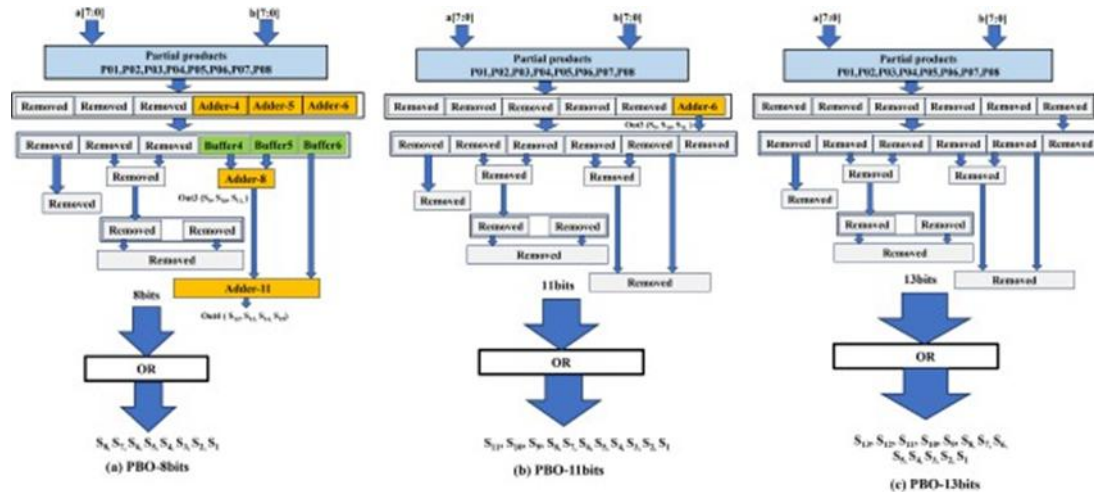 a[7:0] b[7:0]
Partial products
P01,P02,P03,P04,P05,P06,P07,P08
Removed Removed Removed Adder-4 Adder-5 Adder-6
Removed Removed Removed Buffer4 Buffer5 Buffer6
Removed Adder-8
Removed
Removed Removed
Removed
Adder-11
8bits
OR
S8, S7, S6, S5, S4, S3, S2, S1
(a) PBO-8bits
a[7:0] b[7:0]
Partial products
P01,P02,P03,P04,P05,P06,P07,P08
Removed Removed Removed Removed Removed Adder-6
Removed Removed Removed Removed Removed Removed
Removed Removed
Removed
Removed Removed
Removed
Removed
11bits
OR
S11, S10, S9, S8, S7, S6, S5, S4, S3, S2, S1
(b) PBO-11bits
a[7:0] b[7:0]
Partial products
P01,P02,P03,P04,P05,P06,P07,P08
Removed Removed Removed Removed Removed Removed
Removed Removed Removed Removed Removed Removed
Removed Removed
Removed
Removed Removed
Removed
Removed
13bits
OR
S13, S12, S11, S10, S9, S8, S7, S6,
S5, S4, S3, S2, S1
(c) PBO-13bits